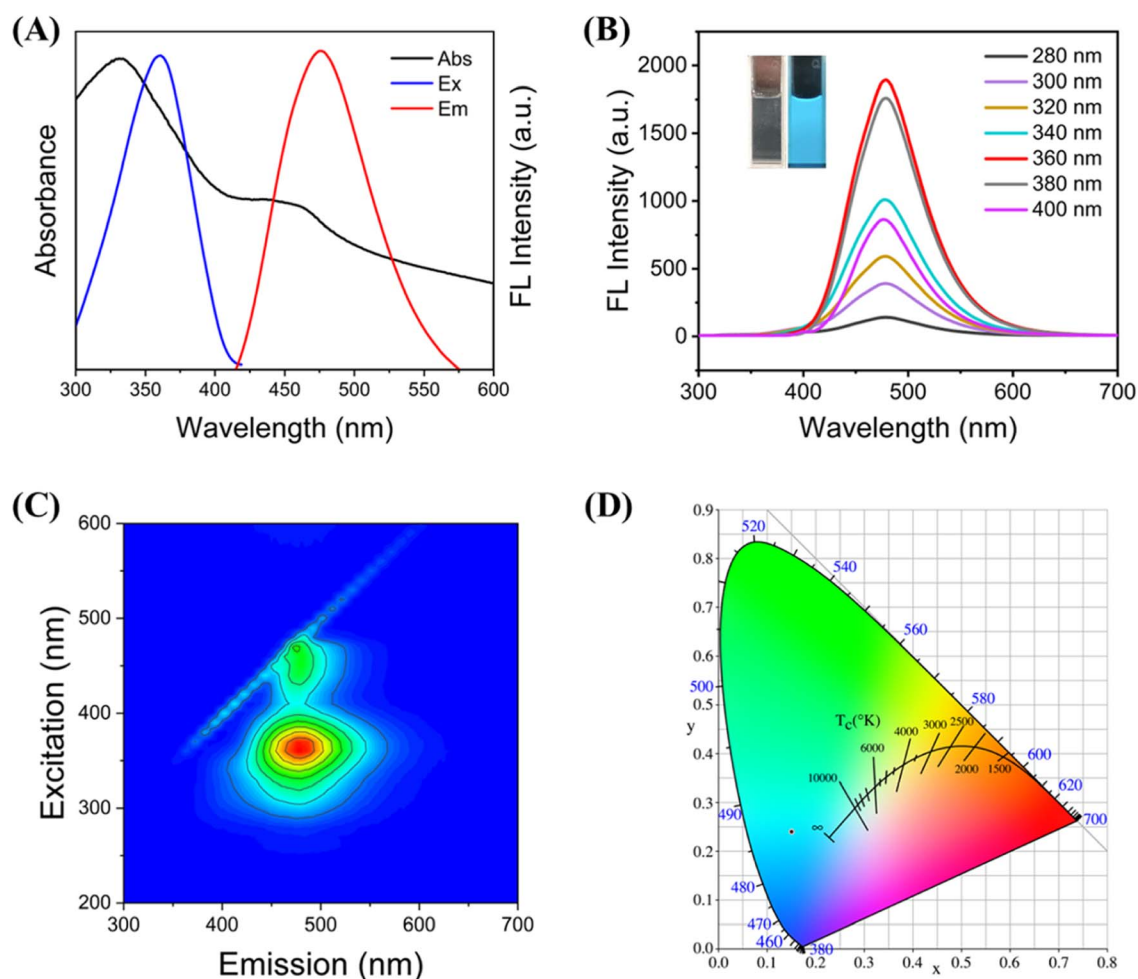 (A)
Absorbance
FL Intensity (a.u.)
Abs
Ex
Em
300 350 400 450 500 550 600
Wavelength (nm)
(B)
FL Intensity (a.u.)
2000
1500
1000
500
0
280 nm
300 nm
320 nm
340 nm
360 nm
380 nm
400 nm
300 400 500 600 700
Wavelength (nm)
(C)
Excitation (nm)
600
500
400
300
200
300 400 500 600 700
Emission (nm)
(D)
0.9
0.8
0.7
0.6
0.5
y
0.4
0.3
0.2
0.1
0.0
0.0 0.1 0.2 0.3 0.4 0.5 0.6 0.7 0.8
x
520
540
560
500
580
Tc(°K)
4000 3000 2500
6000
600
2000 1500
10000
620
490
∞
700
480
470
460
380